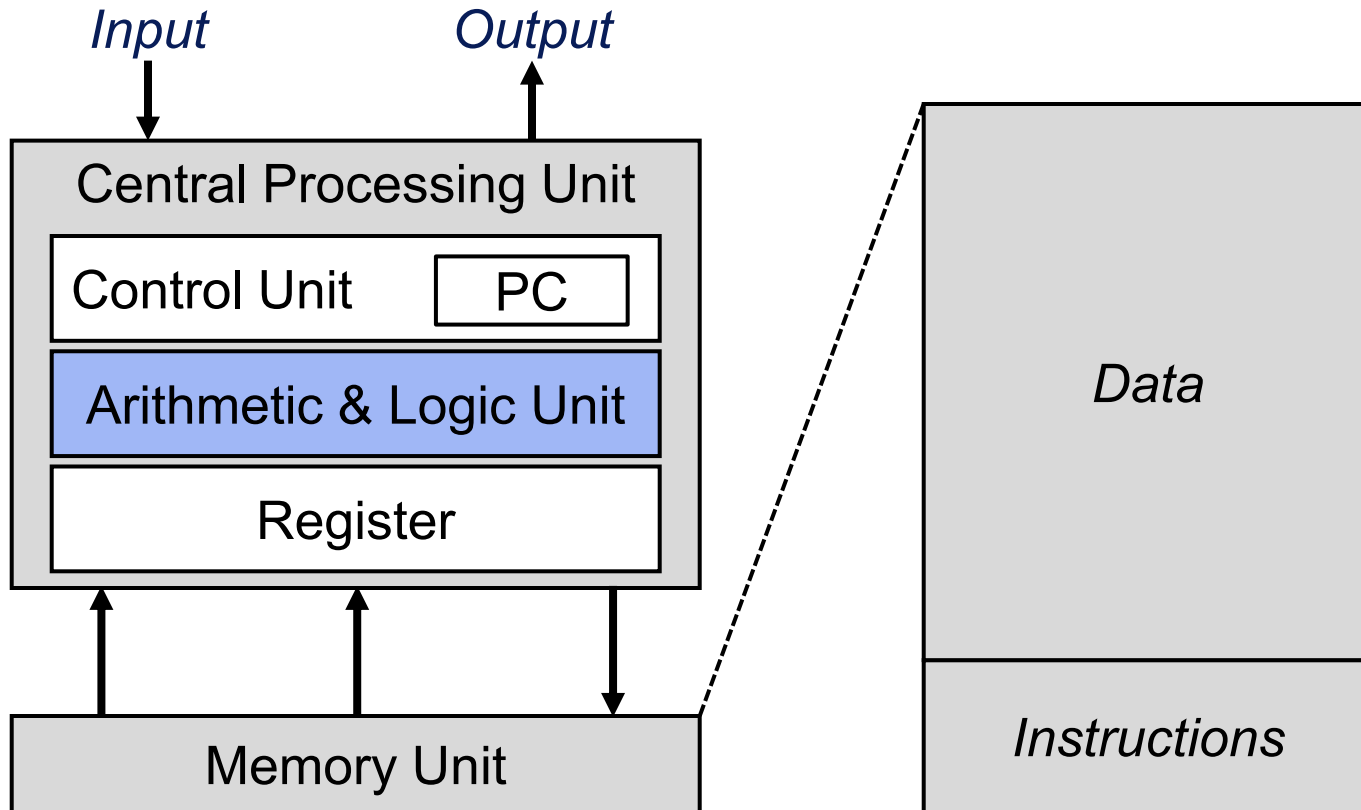 Input
Output
Central Processing Unit
Control Unit
PC
Arithmetic & Logic Unit
Register
Memory Unit
Data
Instructions